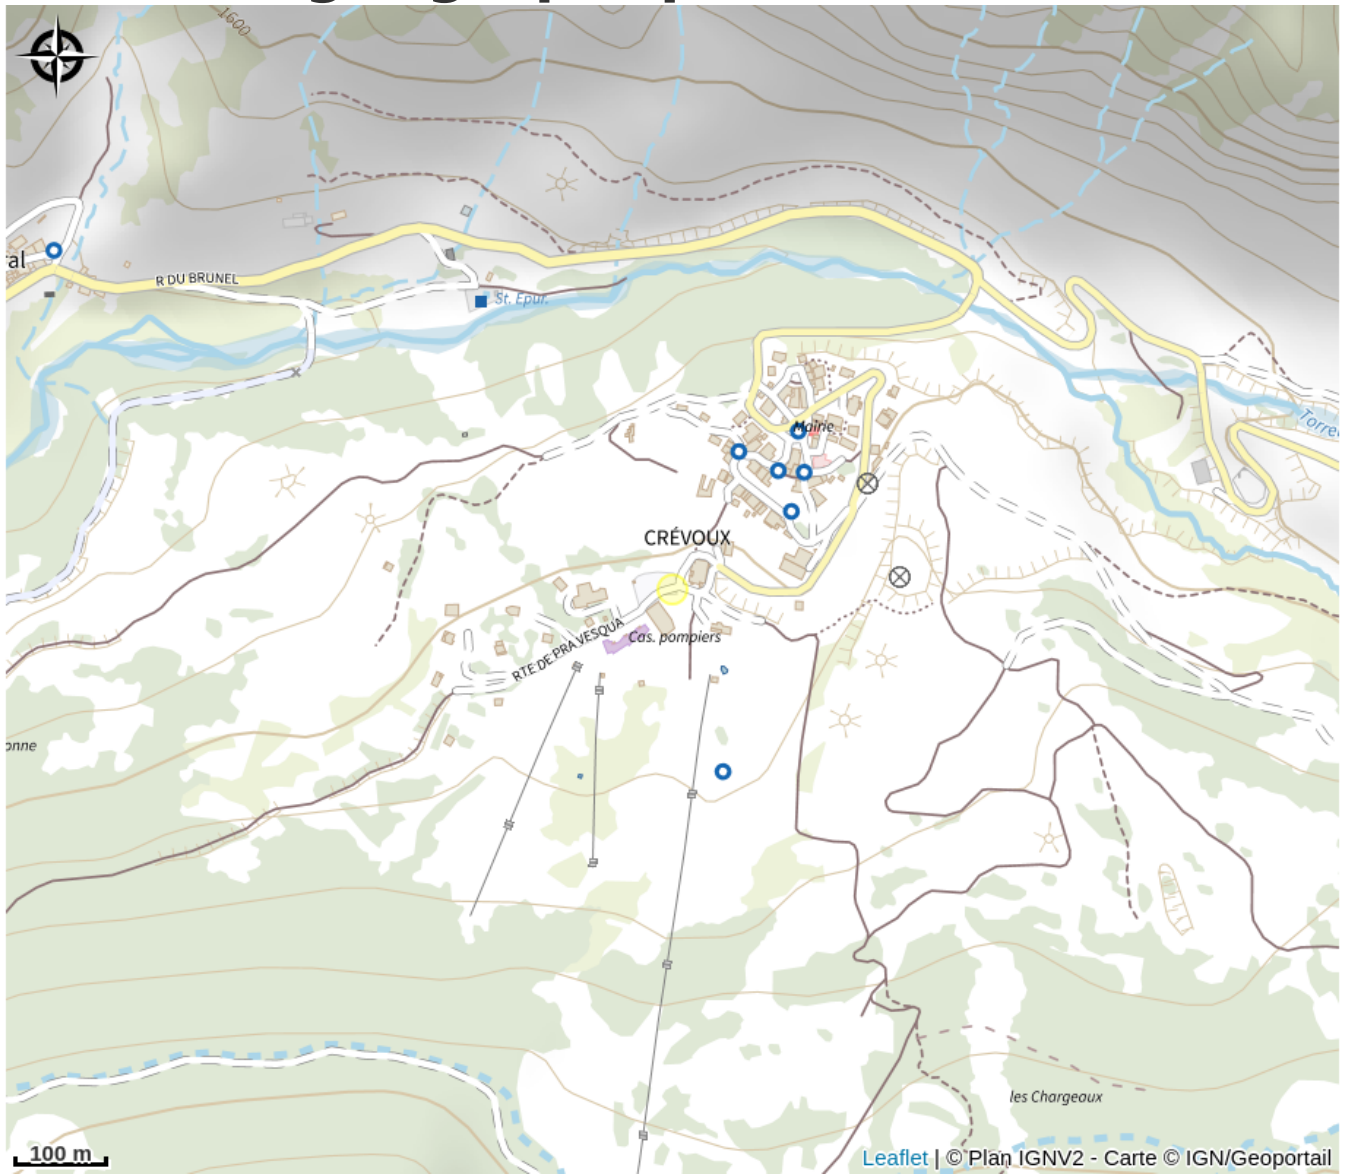 1600
al
R DU BRUNEL
St. Epur.
Mairie
Torre
CRÉVOUX
Cas. pompiers
RTE DE PRA VESQUA
onne
les Chargeaux
100 m
Leaflet | © Plan IGNV2 - Carte © IGN/Geoportail